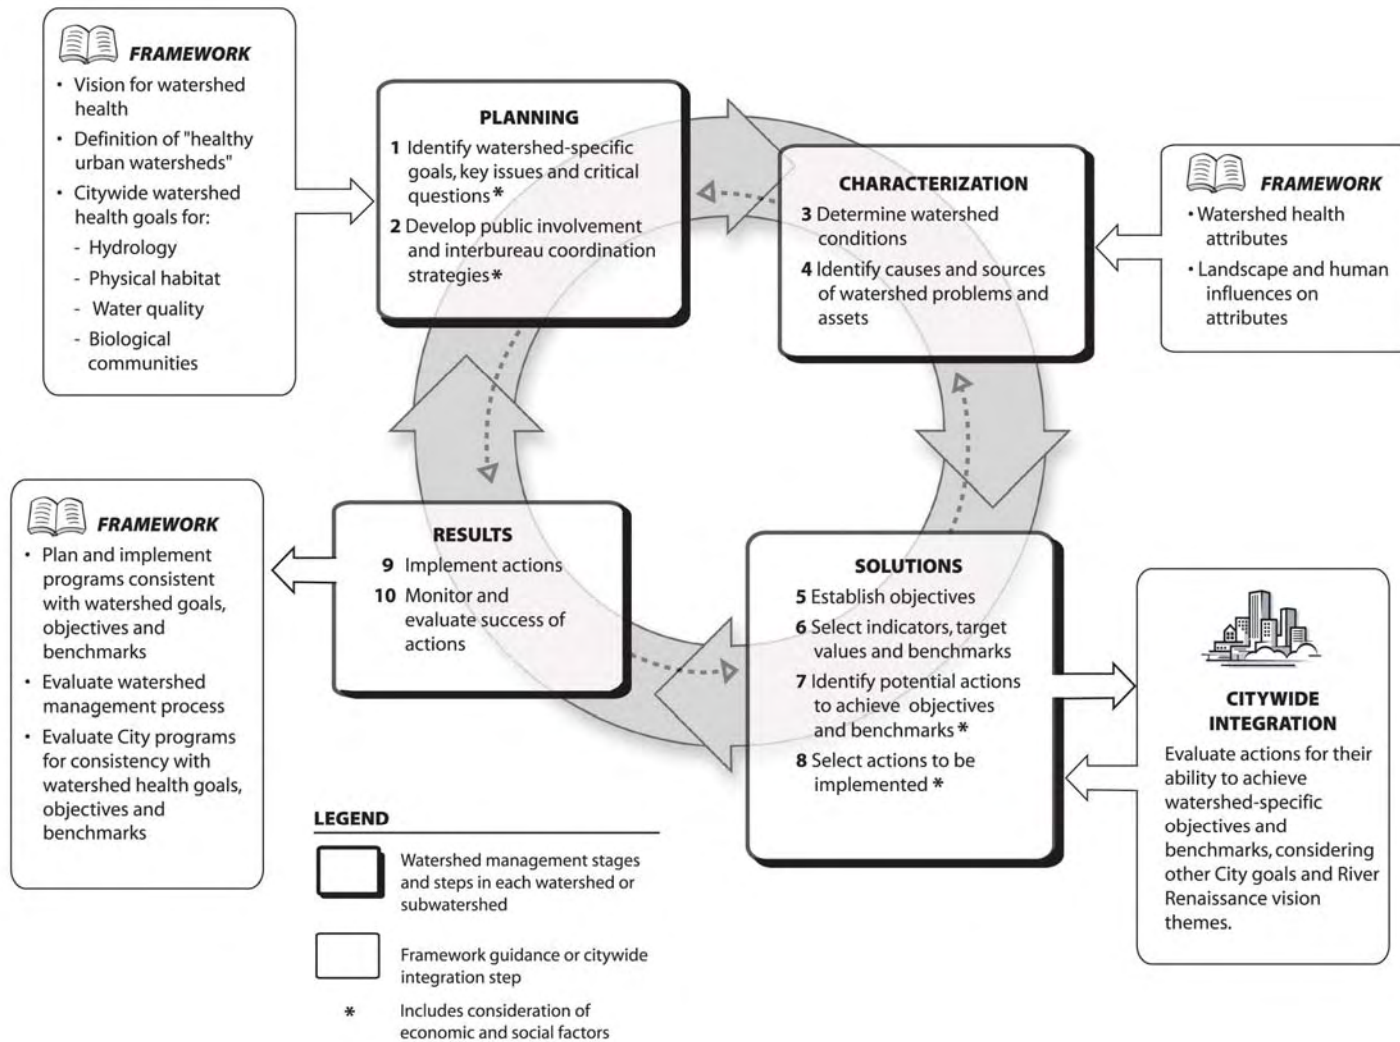 FRAMEWORK
• Vision for watershed
health
• Definition of "healthy
urban watersheds"
• Citywide watershed
health goals for:
- Hydrology
- Physical habitat
- Water quality
- Biological
communities
PLANNING
1 Identify watershed-specific
goals, key issues and critical
questions *
2 Develop public involvement
and interbureau coordination
strategies *
CHARACTERIZATION
3 Determine watershed
conditions
4 Identify causes and sources
of watershed problems and
assets
FRAMEWORK
• Watershed health
attributes
• Landscape and human
influences on
attributes
FRAMEWORK
• Plan and implement
programs consistent
with watershed goals,
objectives and
benchmarks
• Evaluate watershed
management process
• Evaluate City programs
for consistency with
watershed health goals,
objectives and
benchmarks
RESULTS
9 Implement actions
10 Monitor and
evaluate success of
actions
SOLUTIONS
5 Establish objectives
6 Select indicators, target
values and benchmarks
7 Identify potential actions
to achieve objectives
and benchmarks *
8 Select actions to be
implemented *
CITYWIDE
INTEGRATION
Evaluate actions for their
ability to achieve
watershed-specific
objectives and
benchmarks, considering
other City goals and River
Renaissance vision
themes.
LEGEND
Watershed management stages
and steps in each watershed or
subwatershed
Framework guidance or citywide
integration step
* Includes consideration of
economic and social factors